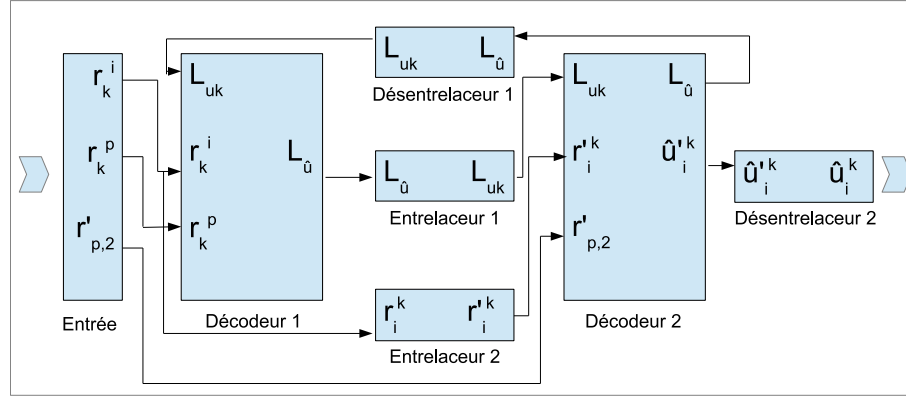 L_uk L_û
Désentrelaceur 1
r_k^i
r_k^p
r'_p,2
Entrée
L_uk
r_k^i
L_û
r_k^p
Décodeur 1
L_û L_uk
Entrelaceur 1
r_i^k r'_i^k
Entrelaceur 2
L_uk L_û
r'_i^k û'_i^k
r'_p,2
Décodeur 2
û'_i^k û_i^k
Désentrelaceur 2